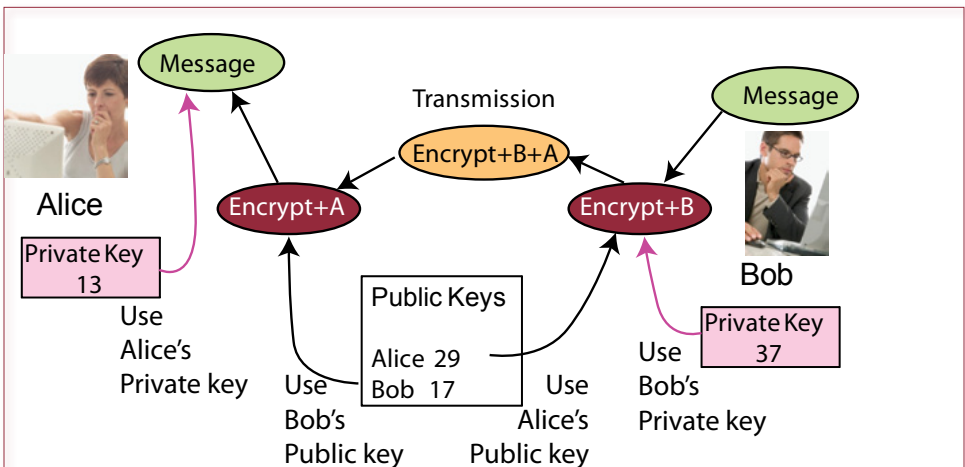 Message
Transmission
Message
Encrypt+B+A
Encrypt+A
Encrypt+B
Alice
Bob
Private Key
13
Use
Alice's
Private key
Public Keys
Alice 29
Bob 17
Private Key
37
Use
Bob's
Public key
Use
Alice's
Public key
Use
Bob's
Private key